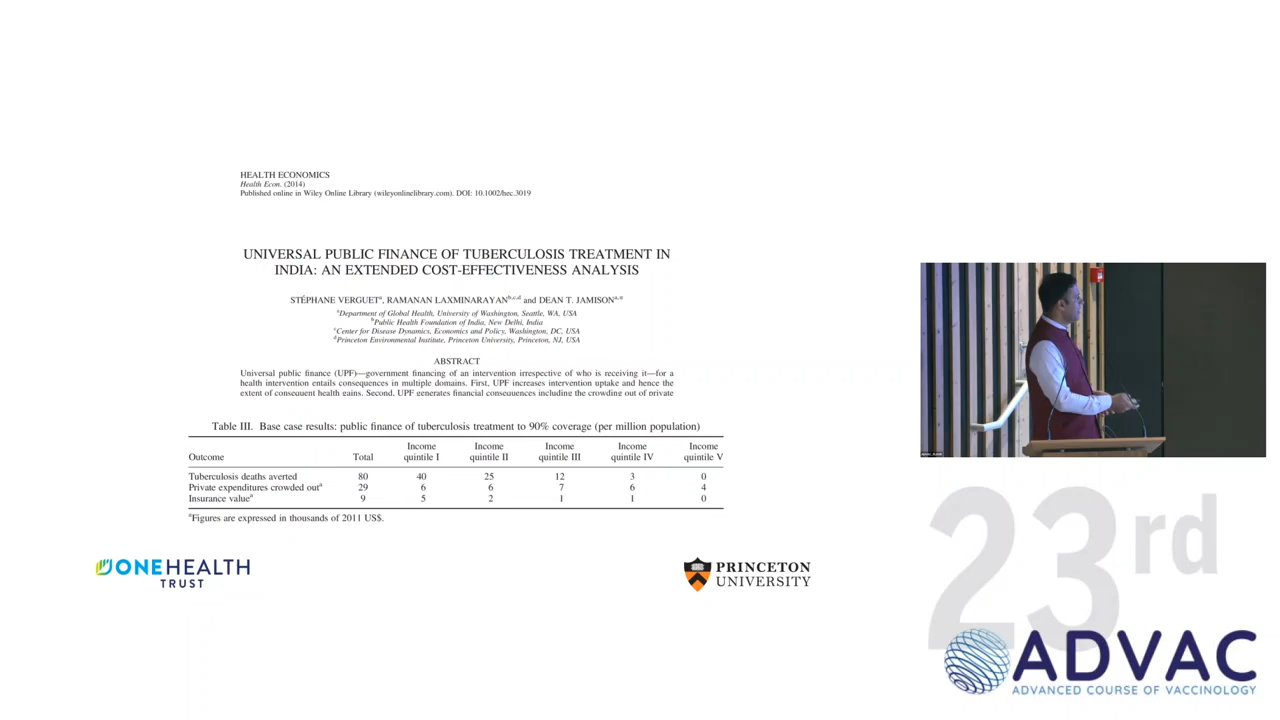 HEALTH ECONOMICS
Health Econ. (2014)
Published online in Wiley Online Library (wileyonlinelibrary.com). DOI: 10.1002/hec.3019
UNIVERSAL PUBLIC FINANCE OF TUBERCULOSIS TREATMENT IN
INDIA: AN EXTENDED COST-EFFECTIVENESS ANALYSIS
STÉPHANE VERGUETa, RAMANAN LAXMINARAYANb,c,d and DEAN T. JAMISONa,*
aDepartment of Global Health, University of Washington, Seattle, WA, USA
bPublic Health Foundation of India, New Delhi, India
cCenter for Disease Dynamics, Economics and Policy, Washington, DC, USA
dPrinceton Environmental Institute, Princeton University, Princeton, NJ, USA
ABSTRACT
Universal public finance (UPF)—government financing of an intervention irrespective of who is receiving it—for a
health intervention entails consequences in multiple domains. First, UPF increases intervention uptake and hence the
extent of consequent health gains. Second, UPF generates financial consequences including the crowding out of private
Table III. Base case results: public finance of tuberculosis treatment to 90% coverage (per million population)
Income Income Income Income Income
Outcome Total quintile I quintile II quintile III quintile IV quintile V
Tuberculosis deaths averted 80 40 25 12 3 0
Private expenditures crowded outa 29 6 6 7 6 4
Insurance valuea 9 5 2 1 1 0
aFigures are expressed in thousands of 2011 US$.
ONEHEALTH
TRUST
PRINCETON
UNIVERSITY
23rd
ADVAC
ADVANCED COURSE OF VACCINOLOGY